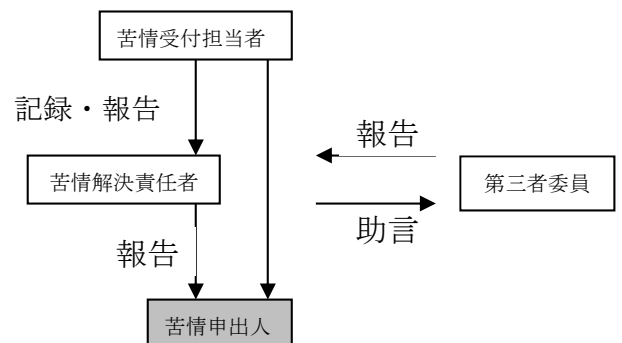 苦情受付担当者
記録・報告
報告
苦情解決責任者
第三者委員
助言
報告
苦情申出人